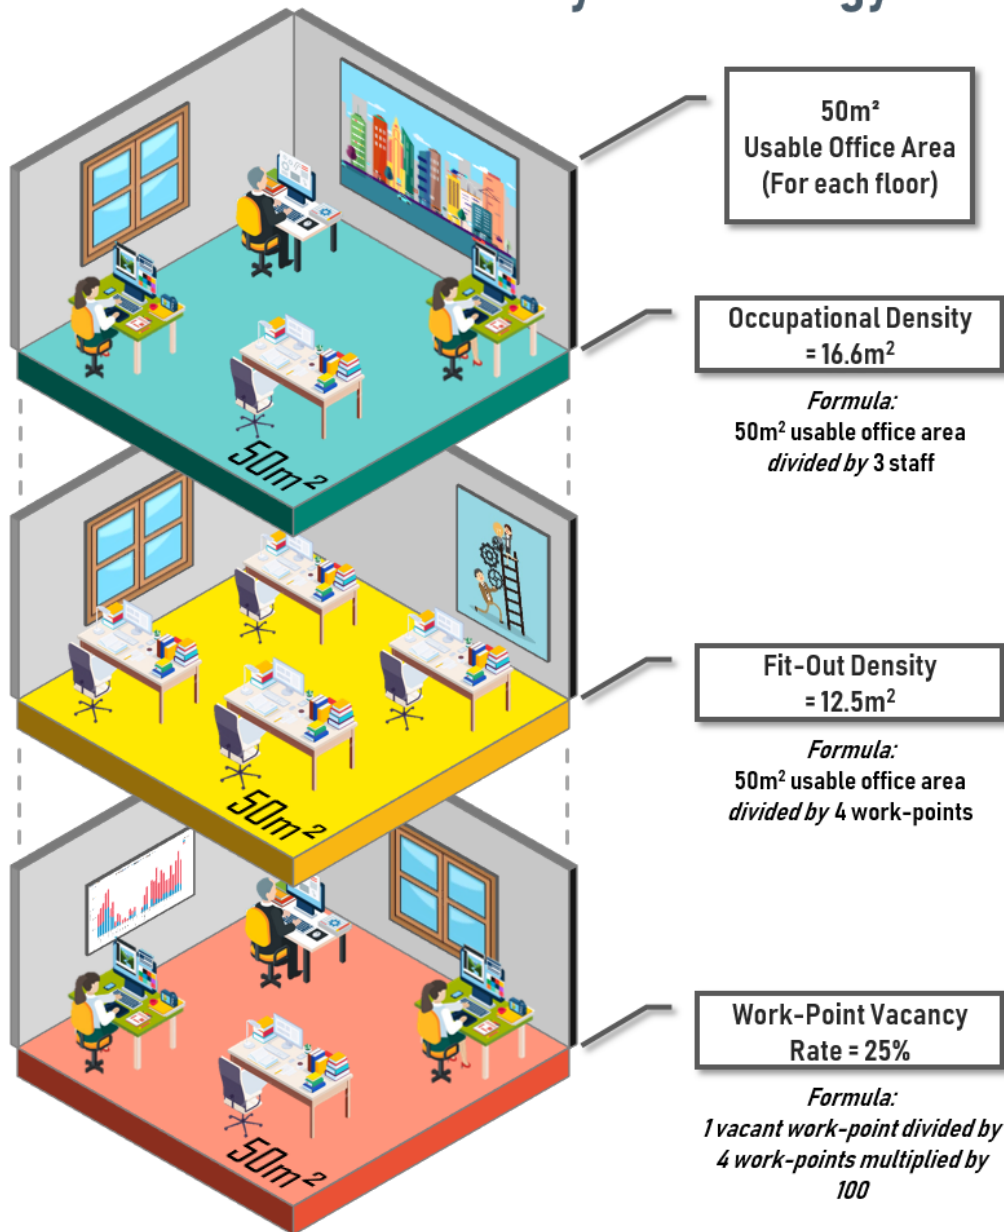 50m²
Usable Office Area
(For each floor)
Occupational Density
= 16.6m²
Formula:
50m² usable office area
divided by 3 staff
50m²
Fit-Out Density
= 12.5m²
Formula:
50m² usable office area
divided by 4 work-points
50m²
Work-Point Vacancy
Rate = 25%
Formula:
1 vacant work-point divided by
4 work-points multiplied by
100
50m²